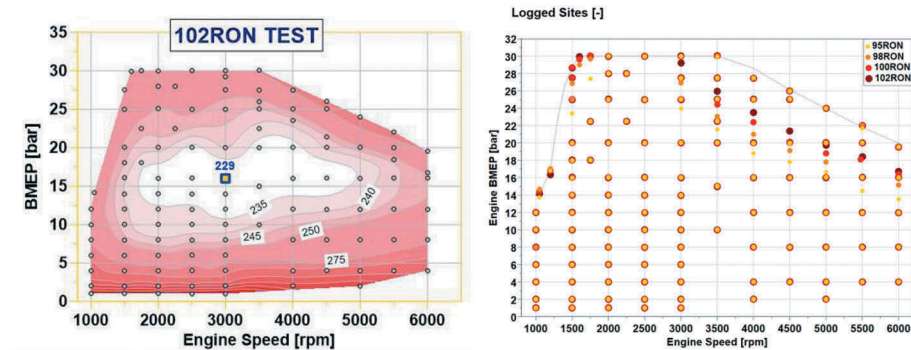 102RON TEST
BMEP [bar]
35
30
25
20
15
10
5
0
229
235
240
245
250
275
1000 2000 3000 4000 5000 6000
Engine Speed [rpm]
Logged Sites [-]
Engine BMEP [bar]
32
30
28
26
24
22
20
18
16
14
12
10
8
6
4
2
0
95RON
98RON
100RON
102RON
1000 1500 2000 2500 3000 3500 4000 4500 5000 5500 6000
Engine Speed [rpm]